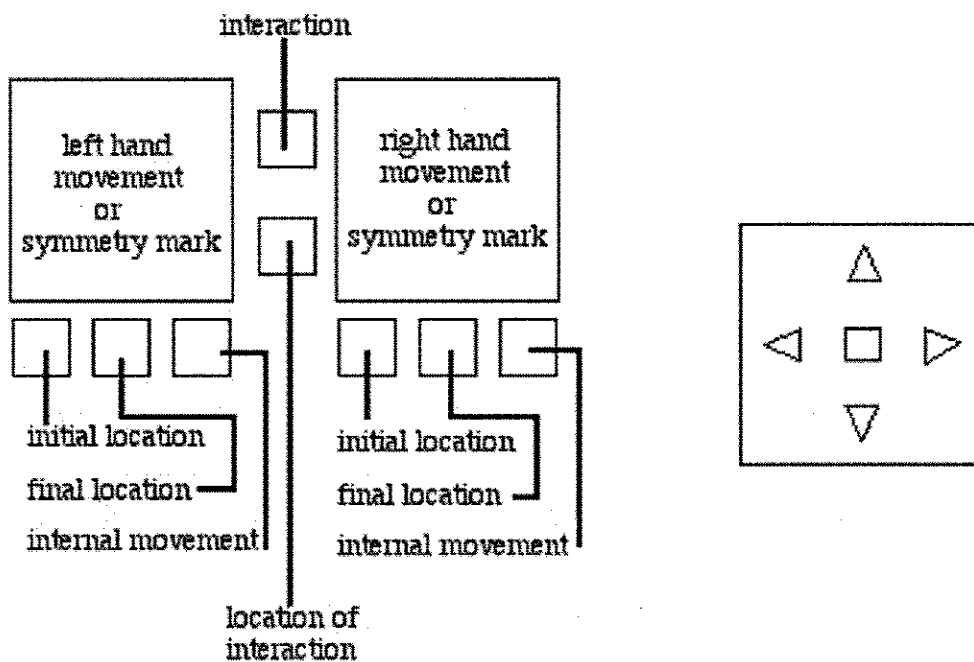 interaction
left hand
movement
or
symmetry mark
right hand
movement
or
symmetry mark
initial location
final location
internal movement
initial location
final location
internal movement
location of
interaction